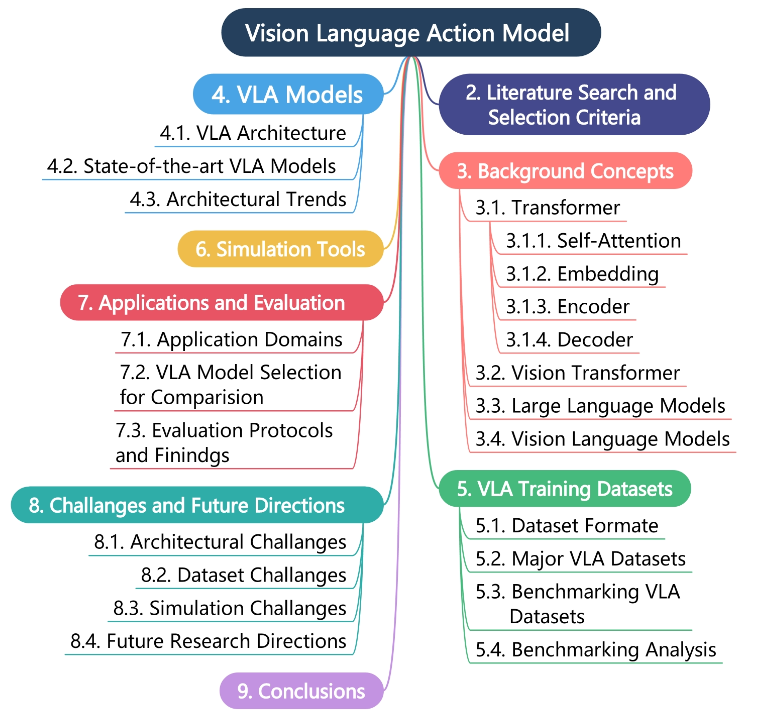 Vision Language Action Model
4. VLA Models
4.1. VLA Architecture
4.2. State-of-the-art VLA Models
4.3. Architectural Trends
6. Simulation Tools
7. Applications and Evaluation
7.1. Application Domains
7.2. VLA Model Selection
for Comparision
7.3. Evaluation Protocols
and Finindgs
8. Challanges and Future Directions
8.1. Architectural Challanges
8.2. Dataset Challanges
8.3. Simulation Challanges
8.4. Future Research Directions
9. Conclusions
2. Literature Search and
Selection Criteria
3. Background Concepts
3.1. Transformer
3.1.1. Self-Attention
3.1.2. Embedding
3.1.3. Encoder
3.1.4. Decoder
3.2. Vision Transformer
3.3. Large Language Models
3.4. Vision Language Models
5. VLA Training Datasets
5.1. Dataset Formate
5.2. Major VLA Datasets
5.3. Benchmarking VLA
Datasets
5.4. Benchmarking Analysis